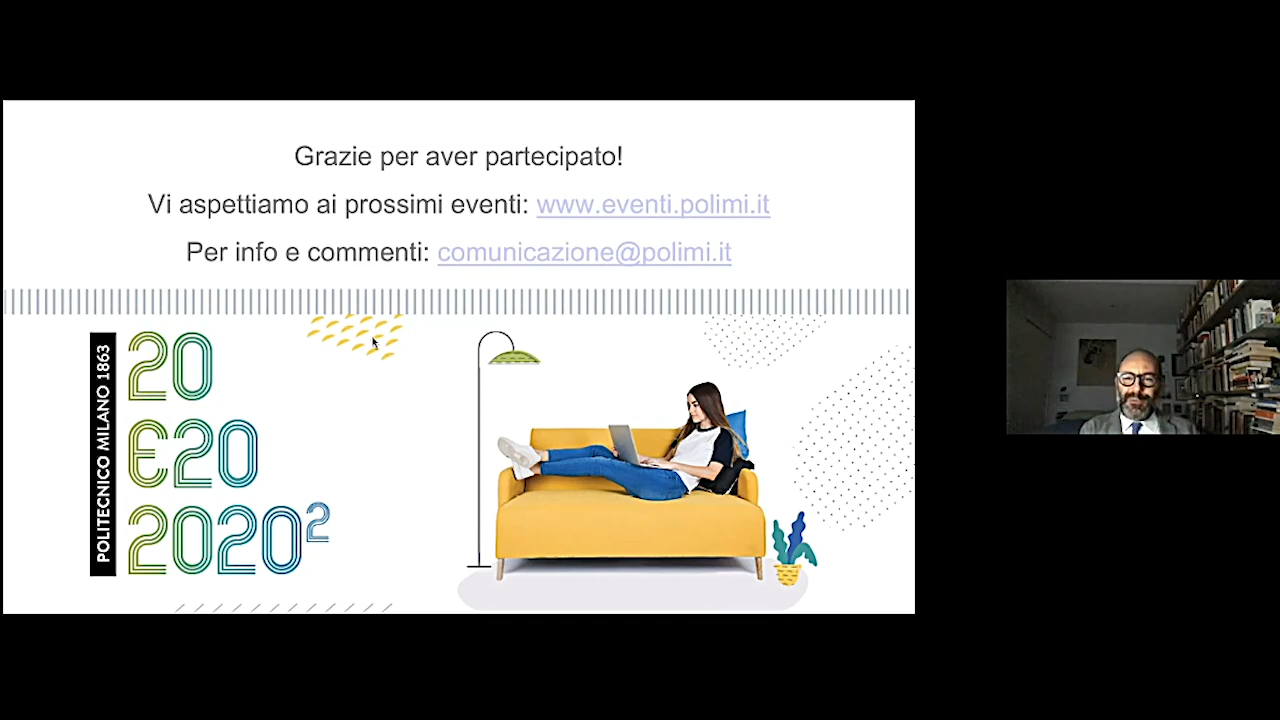 Grazie per aver partecipato!
Vi aspettiamo ai prossimi eventi: www.eventi.polimi.it
Per info e commenti: comunicazione@polimi.it
POLITECNICO MILANO 1863
20
€20
2020²